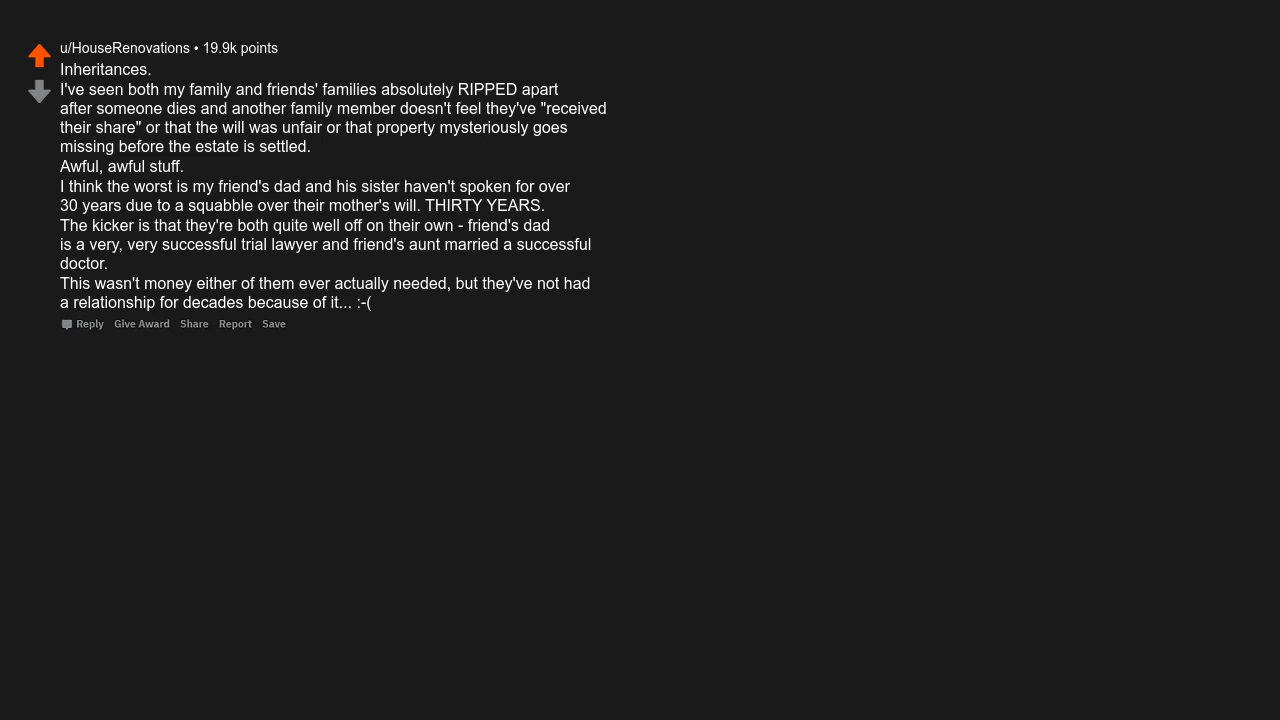 u/HouseRenovations • 19.9k points
Inheritances.
I've seen both my family and friends' families absolutely RIPPED apart
after someone dies and another family member doesn't feel they've "received
their share" or that the will was unfair or that property mysteriously goes
missing before the estate is settled.
Awful, awful stuff.
I think the worst is my friend's dad and his sister haven't spoken for over
30 years due to a squabble over their mother's will. THIRTY YEARS.
The kicker is that they're both quite well off on their own - friend's dad
is a very, very successful trial lawyer and friend's aunt married a successful
doctor.
This wasn't money either of them ever actually needed, but they've not had
a relationship for decades because of it... :-(
Reply Give Award Share Report Save